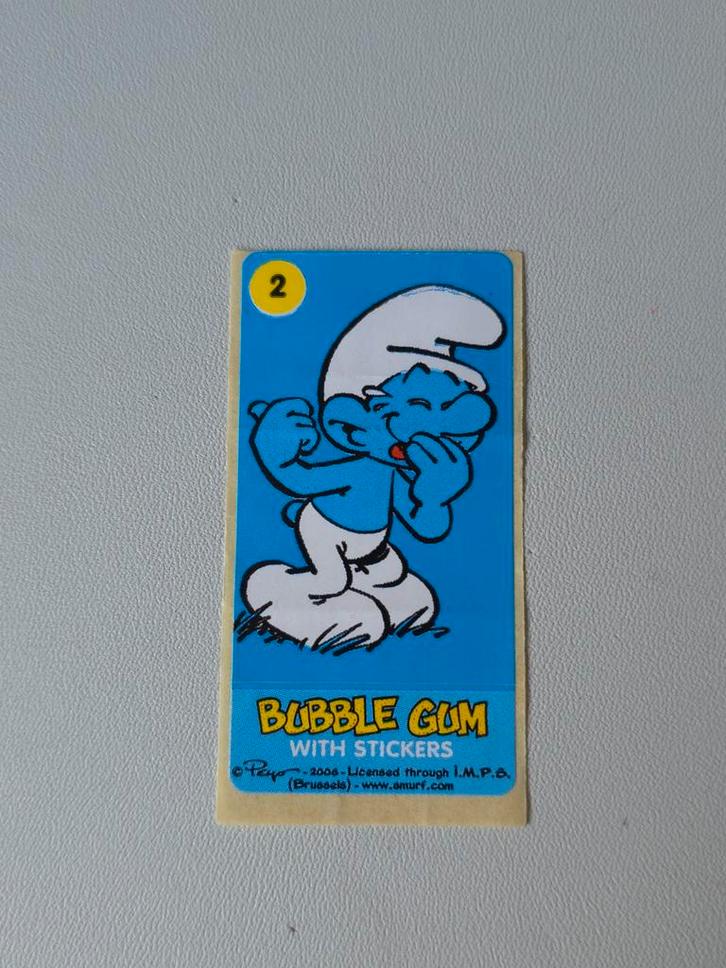 2
BUBBLE GUM
WITH STICKERS
© Peyo - 2006 - Licensed through I.M.P.S.
(Brussels) - www.smurf.com